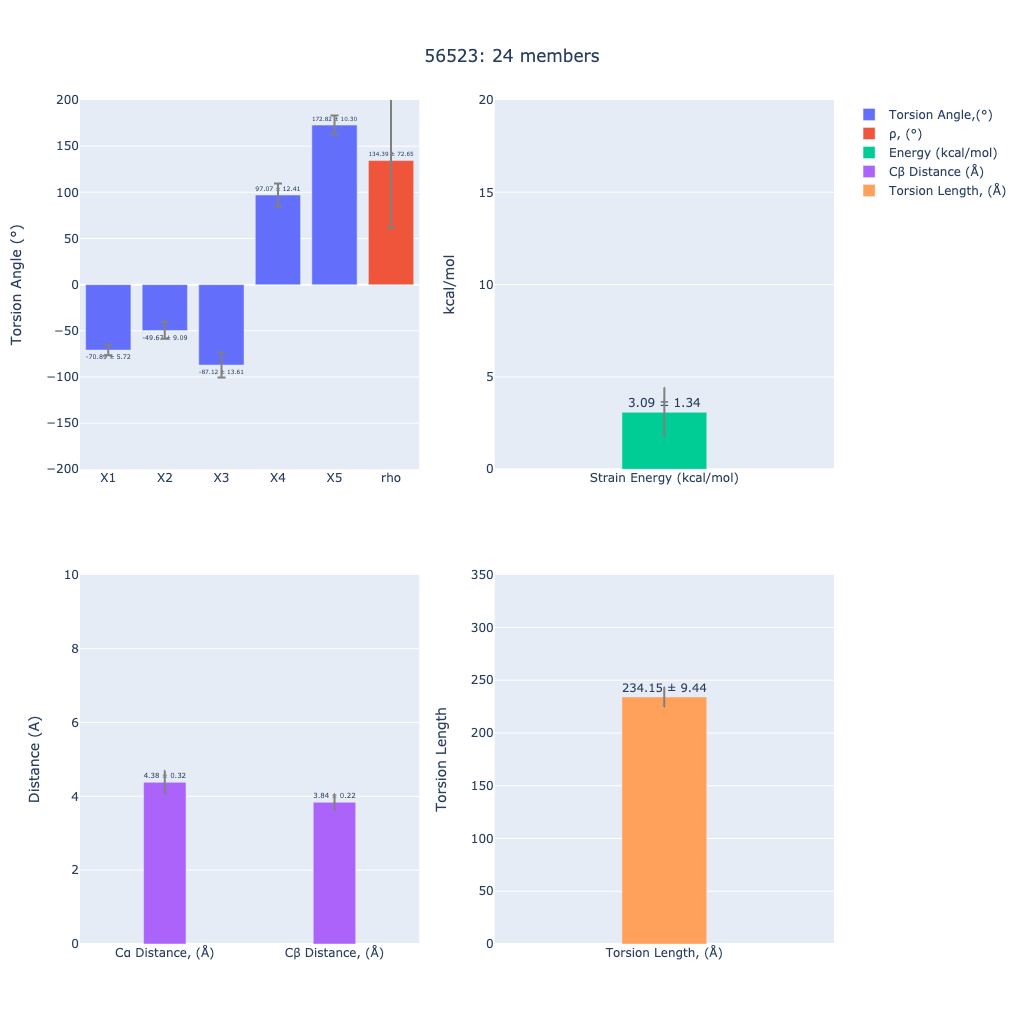 56523: 24 members
Torsion Angle (°)
200
150
100
50
0
−50
−100
−150
−200
-70.89 ± 5.72
-49.67 ± 9.09
-87.12 ± 13.61
97.07 ± 12.41
172.82 ± 10.30
134.39 ± 72.65
X1 X2 X3 X4 X5 rho
kcal/mol
20
15
10
5
0
3.09 ± 1.34
Strain Energy (kcal/mol)
Torsion Angle,(°)
ρ, (°)
Energy (kcal/mol)
Cβ Distance (Å)
Torsion Length, (Å)
Distance (A)
10
8
6
4
2
0
4.38 ± 0.32
3.84 ± 0.22
Cα Distance, (Å) Cβ Distance, (Å)
Torsion Length
350
300
250
200
150
100
50
0
234.15 ± 9.44
Torsion Length, (Å)